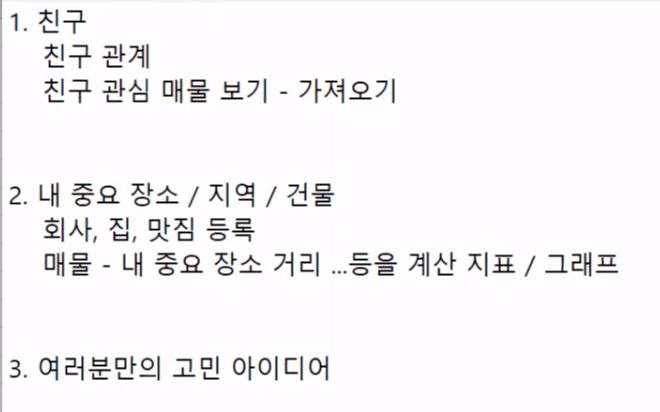 1. 친구
친구 관계
친구 관심 매물 보기 - 가져오기
2. 내 중요 장소 / 지역 / 건물
회사, 집, 맛짐 등록
매물 - 내 중요 장소 거리 ...등을 계산 지표 / 그래프
3. 여러분만의 고민 아이디어